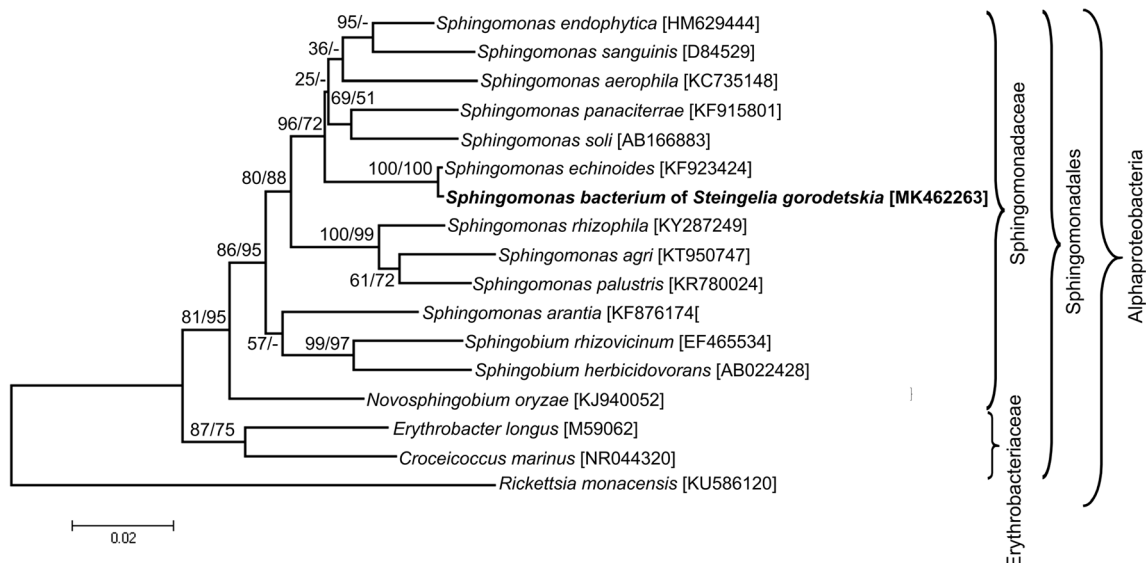 95/-
Sphingomonas endophytica [HM629444]
36/-
Sphingomonas sanguinis [D84529]
25/-
Sphingomonas aerophila [KC735148]
69/51
Sphingomonas panaciterrae [KF915801]
96/72
Sphingomonas soli [AB166883]
100/100
Sphingomonas echinoides [KF923424]
80/88
Sphingomonas bacterium of Steingelia gorodetskia [MK462263]
100/99
Sphingomonas rhizophila [KY287249]
86/95
Sphingomonas agri [KT950747]
61/72
Sphingomonas palustris [KR780024]
81/95
Sphingomonas arantia [KF876174[
57/-
99/97
Sphingobium rhizovicinum [EF465534]
Sphingobium herbicidovorans [AB022428]
Novosphingobium oryzae [KJ940052]
87/75
Erythrobacter longus [M59062]
Croceicoccus marinus [NR044320]
Rickettsia monacensis [KU586120]
0.02
Sphingomonadaceae
Erythrobacteriaceae
Sphingomonadales
Alphaproteobacteria